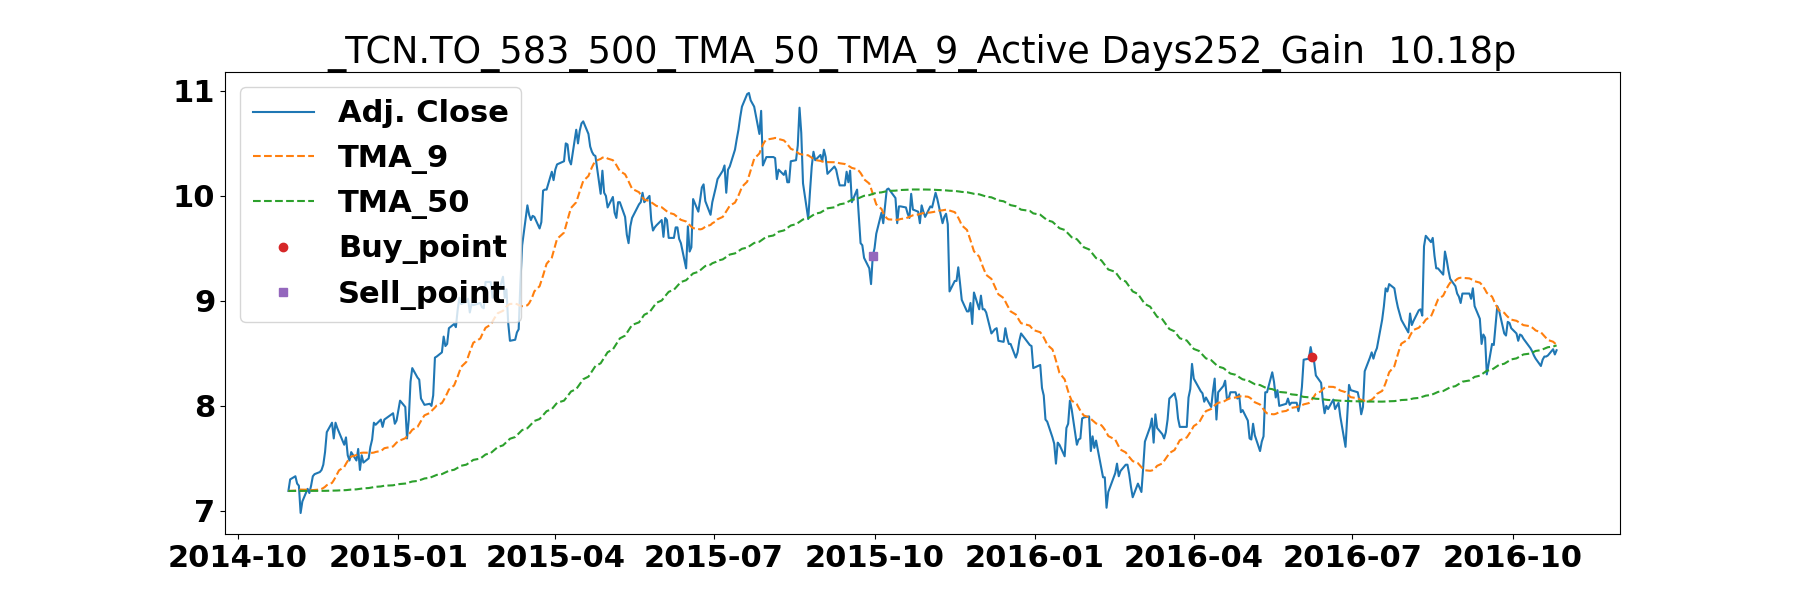 _TCN.TO_583_500_TMA_50_TMA_9_Active Days252_Gain  10.18p
11
10
9
8
7
Adj. Close
TMA_9
TMA_50
Buy_point
Sell_point
2014-10 2015-01 2015-04 2015-07 2015-10 2016-01 2016-04 2016-07 2016-10